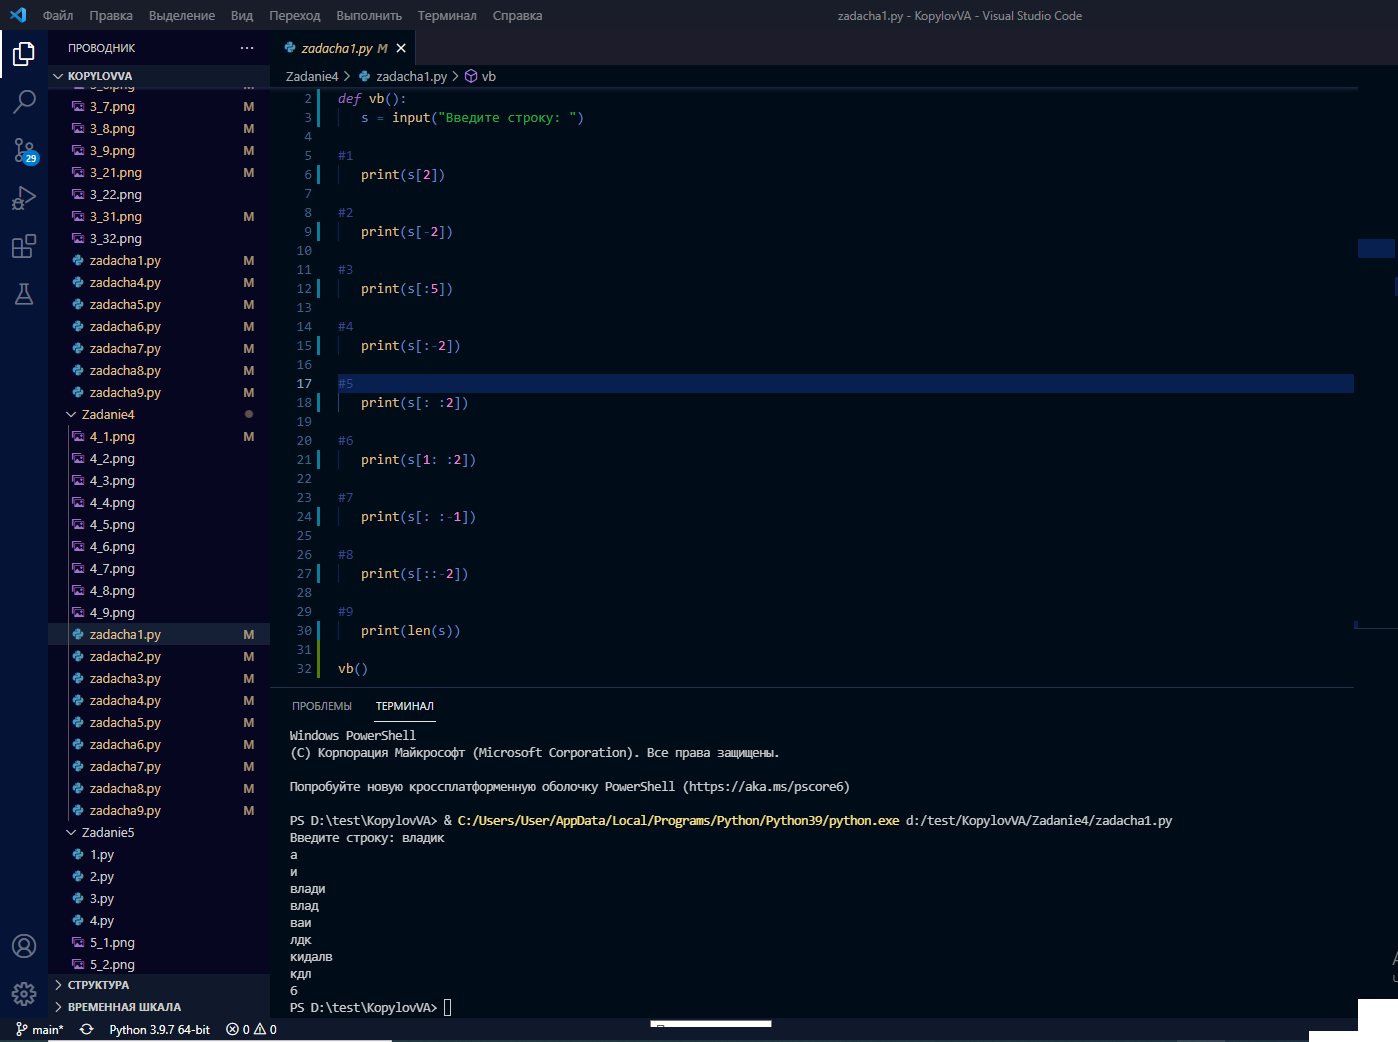 Файл Правка Выделение Вид Переход Выполнить Терминал Справка
zadacha1.py - KopylovVA - Visual Studio Code
ПРОВОДНИК ···
KOPYLOVVA
3_7.png M
3_8.png M
3_9.png M
3_21.png M
3_22.png
3_31.png M
3_32.png
zadacha1.py M
zadacha4.py M
zadacha5.py M
zadacha6.py M
zadacha7.py M
zadacha8.py M
zadacha9.py M
Zadanie4
4_1.png M
4_2.png
4_3.png
4_4.png
4_5.png
4_6.png
4_7.png
4_8.png
4_9.png
zadacha1.py M
zadacha2.py M
zadacha3.py M
zadacha4.py M
zadacha5.py M
zadacha6.py M
zadacha7.py M
zadacha8.py M
zadacha9.py M
Zadanie5
1.py
2.py
3.py
4.py
5_1.png
5_2.png
СТРУКТУРА
ВРЕМЕННАЯ ШКАЛА
29
zadacha1.py M
Zadanie4 > zadacha1.py > vb
2 def vb():
3 s = input("Введите строку: ")
4
5 #1
6 print(s[2])
7
8 #2
9 print(s[-2])
10
11 #3
12 print(s[:5])
13
14 #4
15 print(s[:-2])
16
17 #5
18 print(s[: :2])
19
20 #6
21 print(s[1: :2])
22
23 #7
24 print(s[: :-1])
25
26 #8
27 print(s[::-2])
28
29 #9
30 print(len(s))
31
32 vb()
ПРОБЛЕМЫ ТЕРМИНАЛ
Windows PowerShell
(C) Корпорация Майкрософт (Microsoft Corporation). Все права защищены.
Попробуйте новую кроссплатформенную оболочку PowerShell (https://aka.ms/pscore6)
PS D:\test\KopylovVA> & C:/Users/User/AppData/Local/Programs/Python/Python39/python.exe d:/test/KopylovVA/Zadanie4/zadacha1.py
Введите строку: владик
а
и
влади
влад
ваи
лдк
кидалв
кдл
6
PS D:\test\KopylovVA>
main* Python 3.9.7 64-bit 0 0